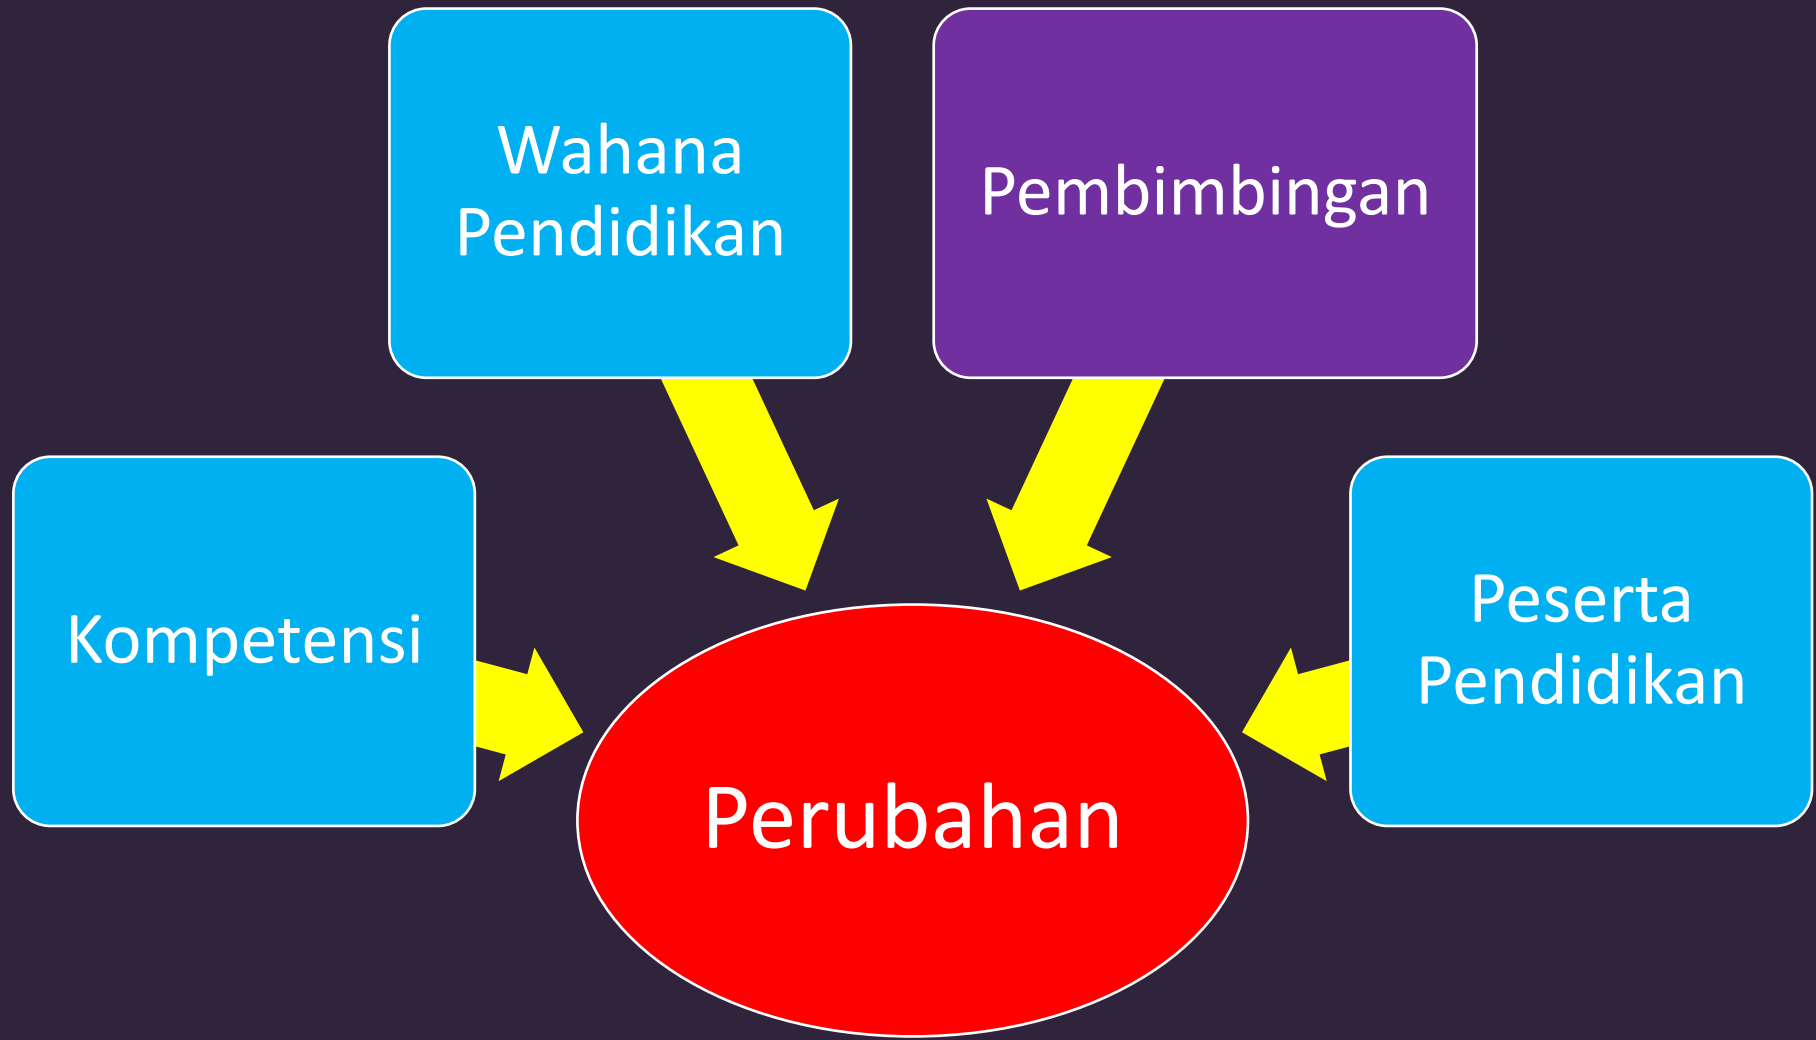 Wahana
Pendidikan
Pembimbingan
Kompetensi
Peserta
Pendidikan
Perubahan